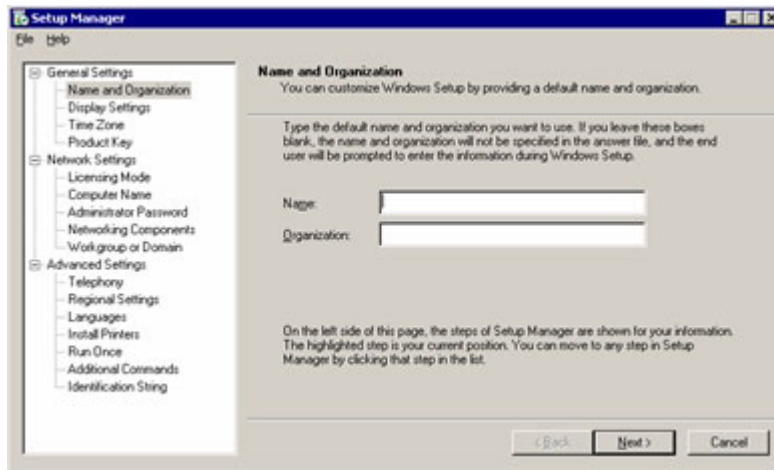 Setup Manager
File Help
General Settings
Name and Organization
Display Settings
Time Zone
Product Key
Network Settings
Licensing Mode
Computer Name
Administrator Password
Networking Components
Workgroup or Domain
Advanced Settings
Telephony
Regional Settings
Languages
Install Printers
Run Once
Additional Commands
Identification String
Name and Organization
You can customize Windows Setup by providing a default name and organization.
Type the default name and organization you want to use. If you leave these boxes
blank, the name and organization will not be specified in the answer file, and the end
user will be prompted to enter the information during Windows Setup.
Name:
Organization:
On the left side of this page, the steps of Setup Manager are shown for your information.
The highlighted step is your current position. You can move to any step in Setup
Manager by clicking that step in the list.
< Back Next > Cancel